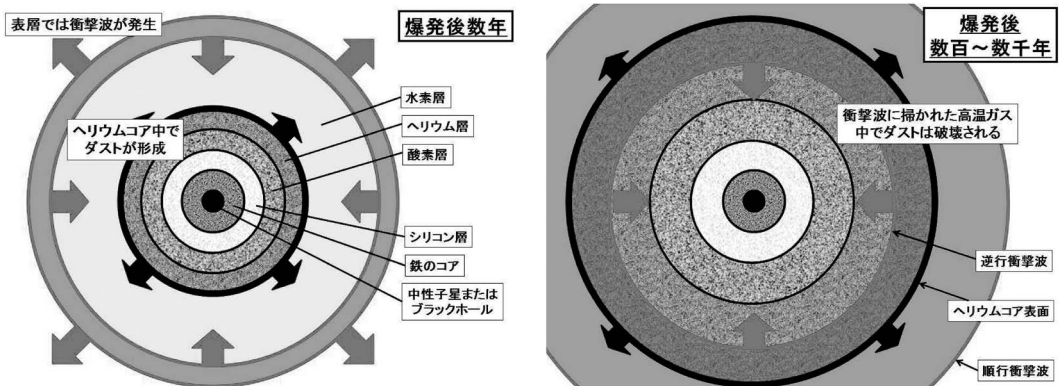 表層では衝撃波が発生
爆発後数年
水素層
ヘリウム層
酸素層
ヘリウムコア中で
ダストが形成
シリコン層
鉄のコア
中性子星または
ブラックホール
爆発後
数百～数千年
衝撃波に掃かれた高温ガス
中でダストは破壊される
逆行衝撃波
ヘリウムコア表面
順行衝撃波